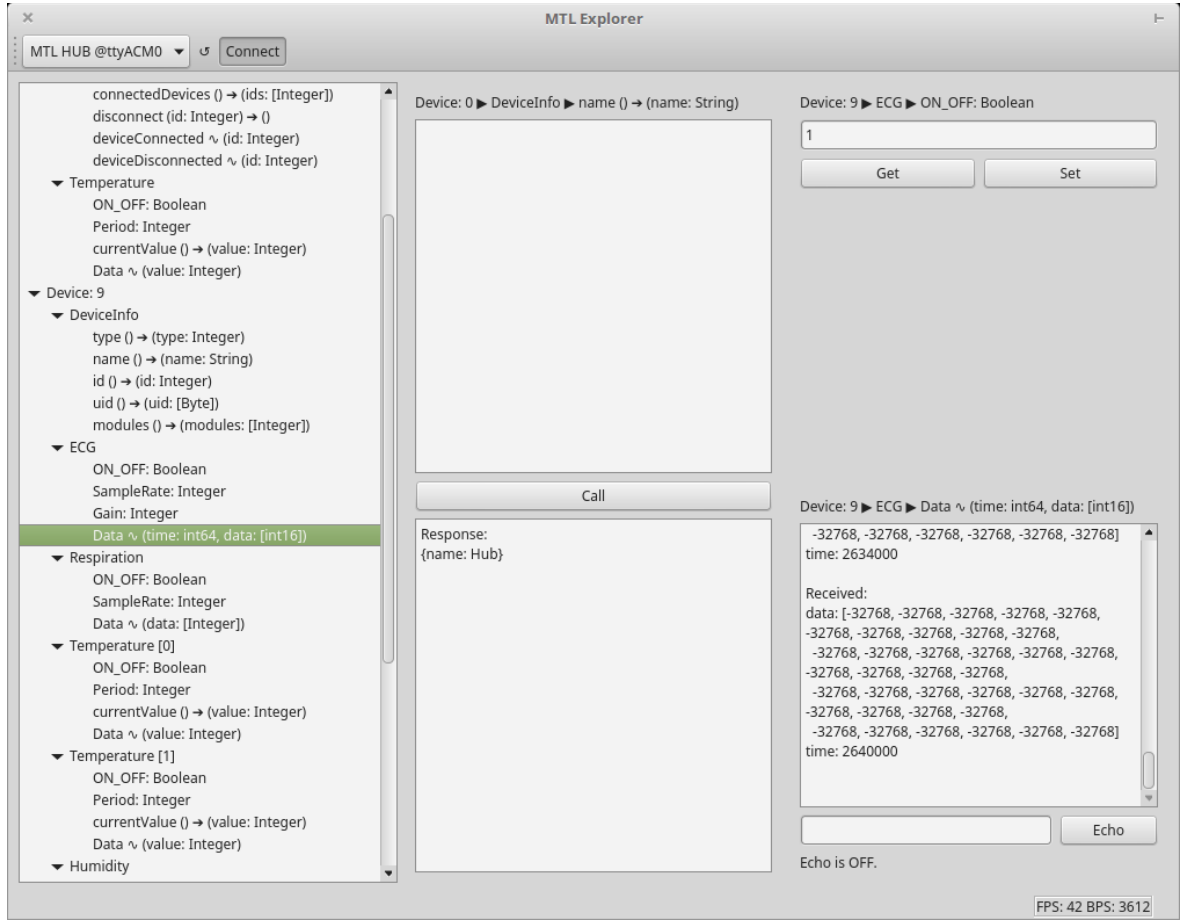 MTL Explorer
MTL HUB @ttyACM0
Connect
connectedDevices () ➔ (ids: [Integer])
disconnect (id: Integer) ➔ ()
deviceConnected ∿ (id: Integer)
deviceDisconnected ∿ (id: Integer)
Temperature
ON_OFF: Boolean
Period: Integer
currentValue () ➔ (value: Integer)
Data ∿ (value: Integer)
Device: 9
DeviceInfo
type () ➔ (type: Integer)
name () ➔ (name: String)
id () ➔ (id: Integer)
uid () ➔ (uid: [Byte])
modules () ➔ (modules: [Integer])
ECG
ON_OFF: Boolean
SampleRate: Integer
Gain: Integer
Data ∿ (time: int64, data: [int16])
Respiration
ON_OFF: Boolean
SampleRate: Integer
Data ∿ (data: [Integer])
Temperature [0]
ON_OFF: Boolean
Period: Integer
currentValue () ➔ (value: Integer)
Data ∿ (value: Integer)
Temperature [1]
ON_OFF: Boolean
Period: Integer
currentValue () ➔ (value: Integer)
Data ∿ (value: Integer)
Humidity
Device: 0 ▶ DeviceInfo ▶ name () ➔ (name: String)
Call
Response:
{name: Hub}
Device: 9 ▶ ECG ▶ ON_OFF: Boolean
1
Get
Set
Device: 9 ▶ ECG ▶ Data ∿ (time: int64, data: [int16])
-32768, -32768, -32768, -32768, -32768, -32768]
time: 2634000
Received:
data: [-32768, -32768, -32768, -32768, -32768,
-32768, -32768, -32768, -32768, -32768,
-32768, -32768, -32768, -32768, -32768, -32768,
-32768, -32768, -32768, -32768,
-32768, -32768, -32768, -32768, -32768, -32768,
-32768, -32768, -32768, -32768,
-32768, -32768, -32768, -32768, -32768, -32768]
time: 2640000
Echo
Echo is OFF.
FPS: 42 BPS: 3612